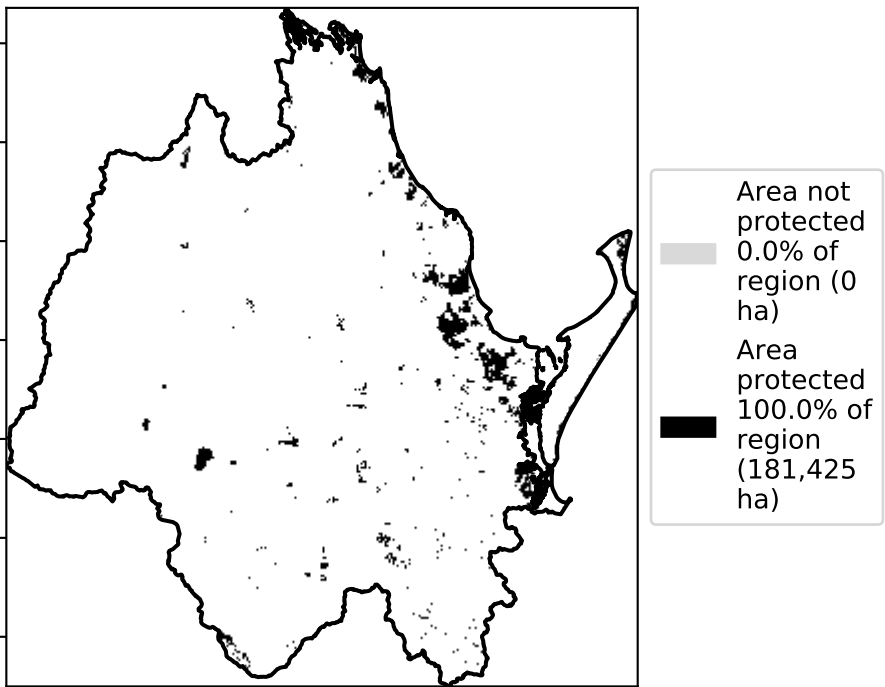 Area not
protected
0.0% of
region (0
ha)
Area
protected
100.0% of
region
(181,425
ha)